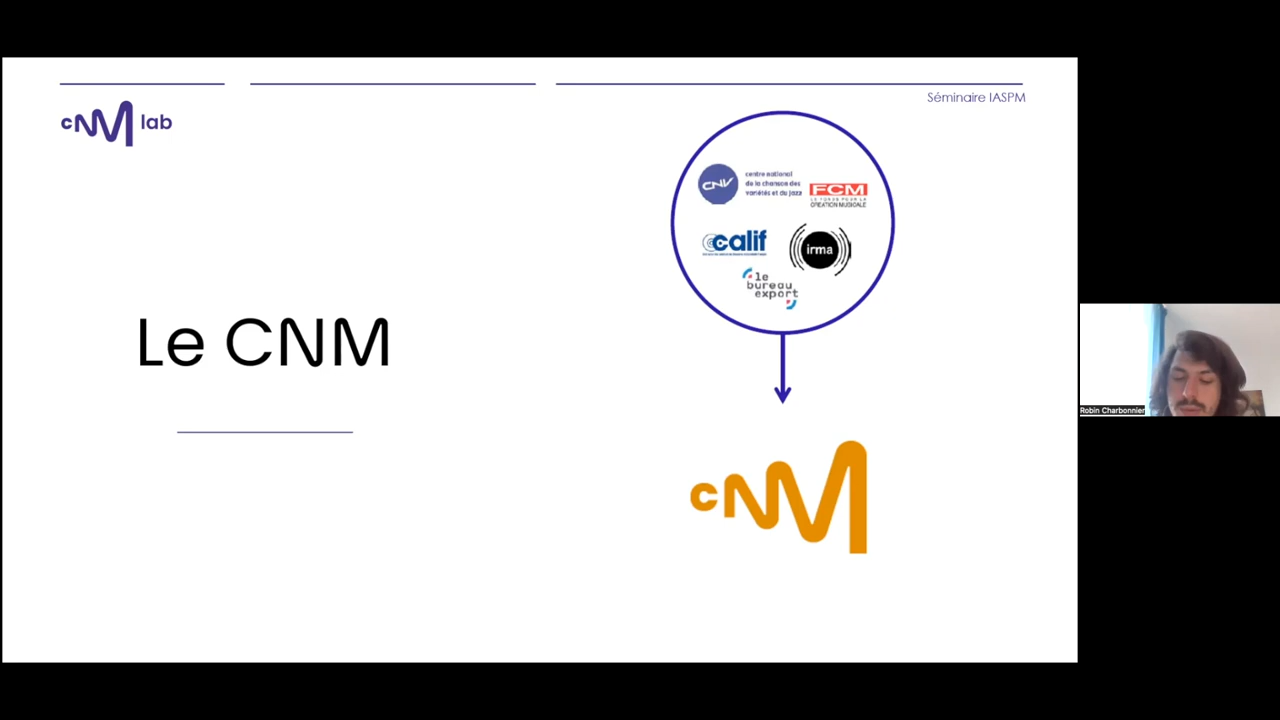 Séminaire IASPM
cNM lab
CNV
centre national
de la chanson des
variétés et du jazz
FCM
LE FONDS POUR LA
CRÉATION MUSICALE
calif
irma
le
bureau
export
Le CNM
cNM
Robin Charbonnier